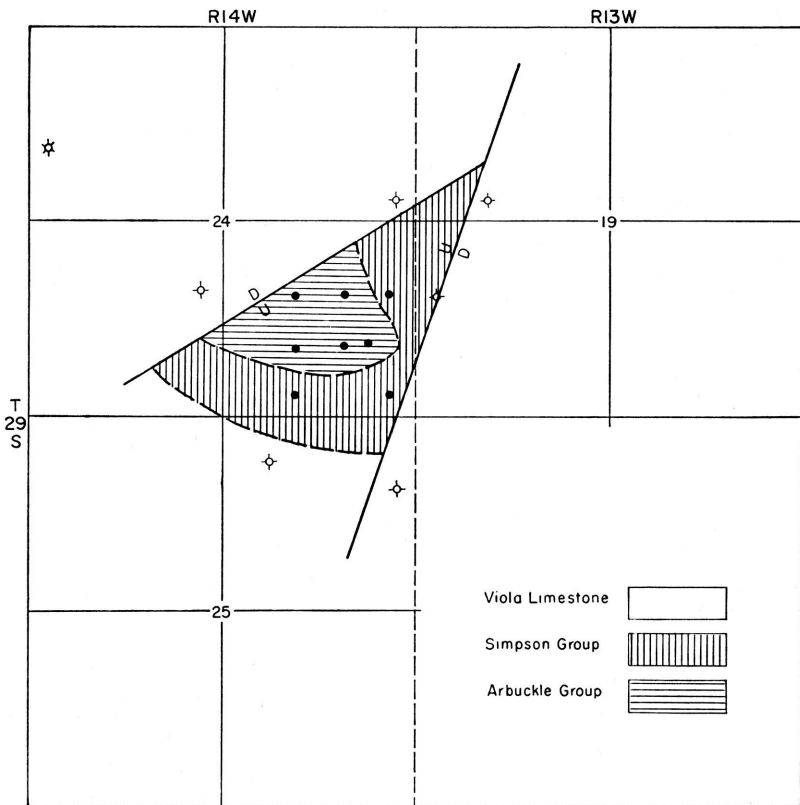 R14W R13W
24 19
U
D
D
U
T
29
S
25
Viola Limestone
Simpson Group
Arbuckle Group